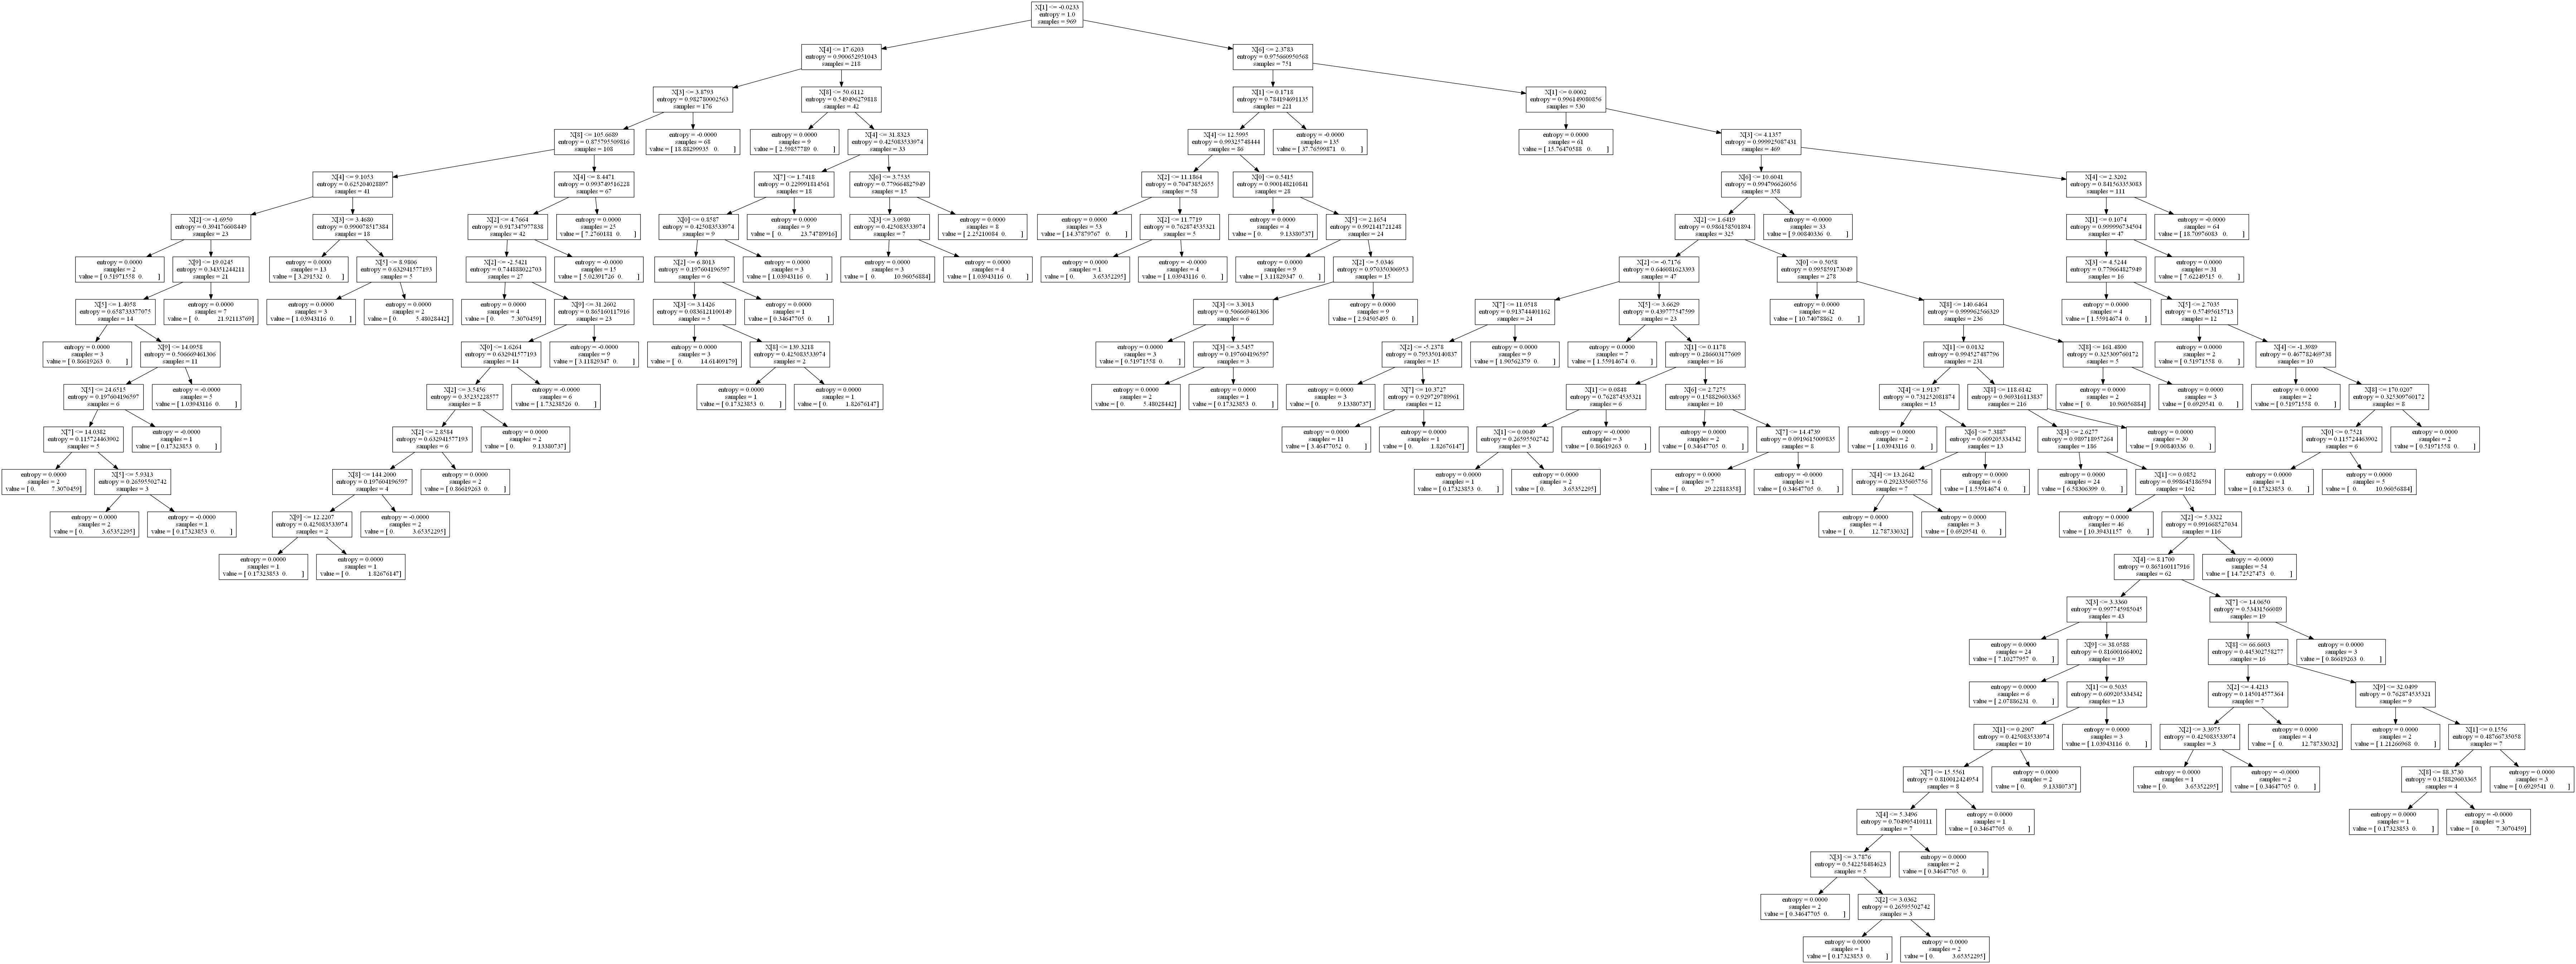 X[1] <= -0.0233
entropy = 1.0
samples = 969
X[4] <= 17.6203
entropy = 0.900652951043
samples = 218
X[6] <= 2.3783
entropy = 0.975660950568
samples = 751
X[3] <= 3.8793
entropy = 0.982780002563
samples = 176
X[8] <= 50.6112
entropy = 0.549496279818
samples = 42
X[1] <= 0.1718
entropy = 0.784194691135
samples = 221
X[1] <= 0.0002
entropy = 0.996149080856
samples = 530
X[8] <= 105.6689
entropy = 0.875795509816
samples = 108
entropy = -0.0000
samples = 68
value = [ 18.88299935 0. ]
entropy = 0.0000
samples = 9
value = [ 2.59857789 0. ]
X[4] <= 31.8323
entropy = 0.425083533974
samples = 33
X[4] <= 12.5995
entropy = 0.99325748444
samples = 86
entropy = -0.0000
samples = 135
value = [ 37.76599871 0. ]
entropy = 0.0000
samples = 61
value = [ 15.76470588 0. ]
X[3] <= 4.1357
entropy = 0.999925087431
samples = 469
X[4] <= 9.1053
entropy = 0.625204028897
samples = 41
X[4] <= 8.4471
entropy = 0.993749516228
samples = 67
X[7] <= 1.7418
entropy = 0.229991814561
samples = 18
X[6] <= 3.7535
entropy = 0.779664827949
samples = 15
X[2] <= 11.1864
entropy = 0.70473852655
samples = 58
X[0] <= 0.5415
entropy = 0.900148210841
samples = 28
X[6] <= 10.6041
entropy = 0.994796626056
samples = 358
X[4] <= 2.3202
entropy = 0.841563353083
samples = 111
X[2] <= -1.6950
entropy = 0.394176608449
samples = 23
X[3] <= 3.4680
entropy = 0.990078517384
samples = 18
X[2] <= 4.7664
entropy = 0.917347977838
samples = 42
entropy = 0.0000
samples = 25
value = [ 7.2760181 0. ]
X[0] <= 0.8587
entropy = 0.425083533974
samples = 9
entropy = 0.0000
samples = 9
value = [ 0. 23.74789916]
X[3] <= 3.0980
entropy = 0.425083533974
samples = 7
entropy = 0.0000
samples = 8
value = [ 2.25210084 0. ]
entropy = 0.0000
samples = 53
value = [ 14.37879767 0. ]
X[2] <= 11.7719
entropy = 0.762874535321
samples = 5
entropy = 0.0000
samples = 4
value = [ 0. 9.13380737]
X[5] <= 2.1654
entropy = 0.992141721248
samples = 24
X[2] <= 1.6419
entropy = 0.986158501894
samples = 325
entropy = -0.0000
samples = 33
value = [ 9.00840336 0. ]
X[1] <= 0.1074
entropy = 0.999996734504
samples = 47
entropy = -0.0000
samples = 64
value = [ 18.70976083 0. ]
entropy = 0.0000
samples = 2
value = [ 0.51971558 0. ]
X[9] <= 19.0245
entropy = 0.34351244211
samples = 21
entropy = 0.0000
samples = 13
value = [ 3.291532 0. ]
X[5] <= 8.9806
entropy = 0.632941577193
samples = 5
X[2] <= -2.5421
entropy = 0.744888022703
samples = 27
entropy = -0.0000
samples = 15
value = [ 5.02391726 0. ]
X[2] <= 6.8013
entropy = 0.197604196597
samples = 6
entropy = 0.0000
samples = 3
value = [ 1.03943116 0. ]
entropy = 0.0000
samples = 3
value = [ 0. 10.96056884]
entropy = 0.0000
samples = 4
value = [ 1.03943116 0. ]
entropy = 0.0000
samples = 1
value = [ 0. 3.65352295]
entropy = -0.0000
samples = 4
value = [ 1.03943116 0. ]
entropy = 0.0000
samples = 9
value = [ 3.11829347 0. ]
X[2] <= 5.0346
entropy = 0.970350306953
samples = 15
X[2] <= -0.7176
entropy = 0.646081623393
samples = 47
X[0] <= 0.5058
entropy = 0.995859173049
samples = 278
X[3] <= 4.5244
entropy = 0.779664827949
samples = 16
entropy = 0.0000
samples = 31
value = [ 7.62249515 0. ]
X[5] <= 1.4058
entropy = 0.658733377075
samples = 14
entropy = 0.0000
samples = 7
value = [ 0. 21.92113769]
entropy = 0.0000
samples = 3
value = [ 1.03943116 0. ]
entropy = 0.0000
samples = 2
value = [ 0. 5.48028442]
entropy = 0.0000
samples = 4
value = [ 0. 7.3070459]
X[9] <= 31.2602
entropy = 0.865160117916
samples = 23
X[3] <= 3.1426
entropy = 0.0836121100149
samples = 5
entropy = 0.0000
samples = 1
value = [ 0.34647705 0. ]
X[3] <= 3.3013
entropy = 0.506669461306
samples = 6
entropy = 0.0000
samples = 9
value = [ 2.94505495 0. ]
X[7] <= 11.0518
entropy = 0.913744401162
samples = 24
X[5] <= 3.6629
entropy = 0.439777547599
samples = 23
entropy = 0.0000
samples = 42
value = [ 10.74078862 0. ]
X[8] <= 140.6464
entropy = 0.999962566329
samples = 236
entropy = 0.0000
samples = 4
value = [ 1.55914674 0. ]
X[5] <= 2.7035
entropy = 0.57495615713
samples = 12
entropy = 0.0000
samples = 3
value = [ 0.86619263 0. ]
X[9] <= 14.0958
entropy = 0.506669461306
samples = 11
X[0] <= 1.6264
entropy = 0.632941577193
samples = 14
entropy = -0.0000
samples = 9
value = [ 3.11829347 0. ]
entropy = 0.0000
samples = 3
value = [ 0. 14.61409179]
X[8] <= 139.3218
entropy = 0.425083533974
samples = 2
entropy = 0.0000
samples = 3
value = [ 0.51971558 0. ]
X[3] <= 3.5457
entropy = 0.197604196597
samples = 3
X[2] <= -5.2378
entropy = 0.795350140837
samples = 15
entropy = 0.0000
samples = 9
value = [ 1.90562379 0. ]
entropy = 0.0000
samples = 7
value = [ 1.55914674 0. ]
X[1] <= 0.1178
entropy = 0.286603177609
samples = 16
X[1] <= 0.0132
entropy = 0.994527487796
samples = 231
X[8] <= 161.4800
entropy = 0.325309760172
samples = 5
entropy = 0.0000
samples = 2
value = [ 0.51971558 0. ]
X[4] <= -1.3989
entropy = 0.467782469738
samples = 10
X[5] <= 24.6515
entropy = 0.197604196597
samples = 6
entropy = -0.0000
samples = 5
value = [ 1.03943116 0. ]
X[2] <= 3.5456
entropy = 0.35235228577
samples = 8
entropy = -0.0000
samples = 6
value = [ 1.73238526 0. ]
entropy = 0.0000
samples = 1
value = [ 0.17323853 0. ]
entropy = 0.0000
samples = 1
value = [ 0. 1.82676147]
entropy = 0.0000
samples = 2
value = [ 0. 5.48028442]
entropy = 0.0000
samples = 1
value = [ 0.17323853 0. ]
entropy = 0.0000
samples = 3
value = [ 0. 9.13380737]
X[7] <= 10.3727
entropy = 0.929729789961
samples = 12
X[1] <= 0.0848
entropy = 0.762874535321
samples = 6
X[6] <= 2.7275
entropy = 0.158829603365
samples = 10
X[4] <= 1.9137
entropy = 0.731252081874
samples = 15
X[8] <= 118.6142
entropy = 0.969316113837
samples = 216
entropy = 0.0000
samples = 2
value = [ 0. 10.96056884]
entropy = 0.0000
samples = 3
value = [ 0.6929541 0. ]
entropy = 0.0000
samples = 2
value = [ 0.51971558 0. ]
X[8] <= 170.0207
entropy = 0.325309760172
samples = 8
X[7] <= 14.0382
entropy = 0.115724463902
samples = 5
entropy = -0.0000
samples = 1
value = [ 0.17323853 0. ]
X[2] <= 2.8584
entropy = 0.632941577193
samples = 6
entropy = 0.0000
samples = 2
value = [ 0. 9.13380737]
entropy = 0.0000
samples = 11
value = [ 3.46477052 0. ]
entropy = 0.0000
samples = 1
value = [ 0. 1.82676147]
X[1] <= 0.0049
entropy = 0.26595502742
samples = 3
entropy = -0.0000
samples = 3
value = [ 0.86619263 0. ]
entropy = 0.0000
samples = 2
value = [ 0.34647705 0. ]
X[7] <= 14.4739
entropy = 0.0919615009835
samples = 8
entropy = 0.0000
samples = 2
value = [ 1.03943116 0. ]
X[6] <= 7.3887
entropy = 0.609205334342
samples = 13
X[3] <= 2.6277
entropy = 0.989718957264
samples = 186
entropy = 0.0000
samples = 30
value = [ 9.00840336 0. ]
X[0] <= 0.7521
entropy = 0.115724463902
samples = 6
entropy = 0.0000
samples = 2
value = [ 0.51971558 0. ]
entropy = 0.0000
samples = 2
value = [ 0. 7.3070459]
X[5] <= 5.9313
entropy = 0.26595502742
samples = 3
X[8] <= 144.2000
entropy = 0.197604196597
samples = 4
entropy = 0.0000
samples = 2
value = [ 0.86619263 0. ]
entropy = 0.0000
samples = 1
value = [ 0.17323853 0. ]
entropy = 0.0000
samples = 2
value = [ 0. 3.65352295]
entropy = 0.0000
samples = 7
value = [ 0. 29.22818358]
entropy = -0.0000
samples = 1
value = [ 0.34647705 0. ]
X[4] <= 13.2642
entropy = 0.292335605756
samples = 7
entropy = 0.0000
samples = 6
value = [ 1.55914674 0. ]
entropy = 0.0000
samples = 24
value = [ 6.58306399 0. ]
X[1] <= 0.0852
entropy = 0.998645186594
samples = 162
entropy = 0.0000
samples = 1
value = [ 0.17323853 0. ]
entropy = 0.0000
samples = 5
value = [ 0. 10.96056884]
entropy = 0.0000
samples = 2
value = [ 0. 3.65352295]
entropy = -0.0000
samples = 1
value = [ 0.17323853 0. ]
X[9] <= 12.2207
entropy = 0.425083533974
samples = 2
entropy = -0.0000
samples = 2
value = [ 0. 3.65352295]
entropy = 0.0000
samples = 4
value = [ 0. 12.78733032]
entropy = 0.0000
samples = 3
value = [ 0.6929541 0. ]
entropy = 0.0000
samples = 46
value = [ 10.39431157 0. ]
X[2] <= 5.3322
entropy = 0.991668527034
samples = 116
entropy = 0.0000
samples = 1
value = [ 0.17323853 0. ]
entropy = 0.0000
samples = 1
value = [ 0. 1.82676147]
X[4] <= 8.1700
entropy = 0.865160117916
samples = 62
entropy = -0.0000
samples = 54
value = [ 14.72527473 0. ]
X[3] <= 3.3360
entropy = 0.997745985045
samples = 43
X[7] <= 14.0650
entropy = 0.53431566089
samples = 19
entropy = 0.0000
samples = 24
value = [ 7.10277957 0. ]
X[9] <= 38.0588
entropy = 0.816001664002
samples = 19
X[8] <= 66.6603
entropy = 0.445302758277
samples = 16
entropy = 0.0000
samples = 3
value = [ 0.86619263 0. ]
entropy = 0.0000
samples = 6
value = [ 2.07886231 0. ]
X[1] <= 0.5035
entropy = 0.609205334342
samples = 13
X[2] <= 4.4213
entropy = 0.145014577364
samples = 7
X[9] <= 32.0499
entropy = 0.762874535321
samples = 9
X[1] <= 0.2907
entropy = 0.425083533974
samples = 10
entropy = 0.0000
samples = 3
value = [ 1.03943116 0. ]
X[2] <= 3.3975
entropy = 0.425083533974
samples = 3
entropy = 0.0000
samples = 4
value = [ 0. 12.78733032]
entropy = 0.0000
samples = 2
value = [ 1.21266968 0. ]
X[1] <= 0.1556
entropy = 0.48766735058
samples = 7
X[7] <= 15.5561
entropy = 0.810012424954
samples = 8
entropy = 0.0000
samples = 2
value = [ 0. 9.13380737]
entropy = 0.0000
samples = 1
value = [ 0. 3.65352295]
entropy = -0.0000
samples = 2
value = [ 0.34647705 0. ]
X[8] <= 88.3730
entropy = 0.158829603365
samples = 4
entropy = 0.0000
samples = 3
value = [ 0.6929541 0. ]
X[4] <= 5.3496
entropy = 0.704905410111
samples = 7
entropy = 0.0000
samples = 1
value = [ 0.34647705 0. ]
entropy = 0.0000
samples = 1
value = [ 0.17323853 0. ]
entropy = -0.0000
samples = 3
value = [ 0. 7.3070459]
X[3] <= 3.7876
entropy = 0.542258484623
samples = 5
entropy = 0.0000
samples = 2
value = [ 0.34647705 0. ]
entropy = 0.0000
samples = 2
value = [ 0.34647705 0. ]
X[2] <= 3.0362
entropy = 0.26595502742
samples = 3
entropy = 0.0000
samples = 1
value = [ 0.17323853 0. ]
entropy = 0.0000
samples = 2
value = [ 0. 3.65352295]